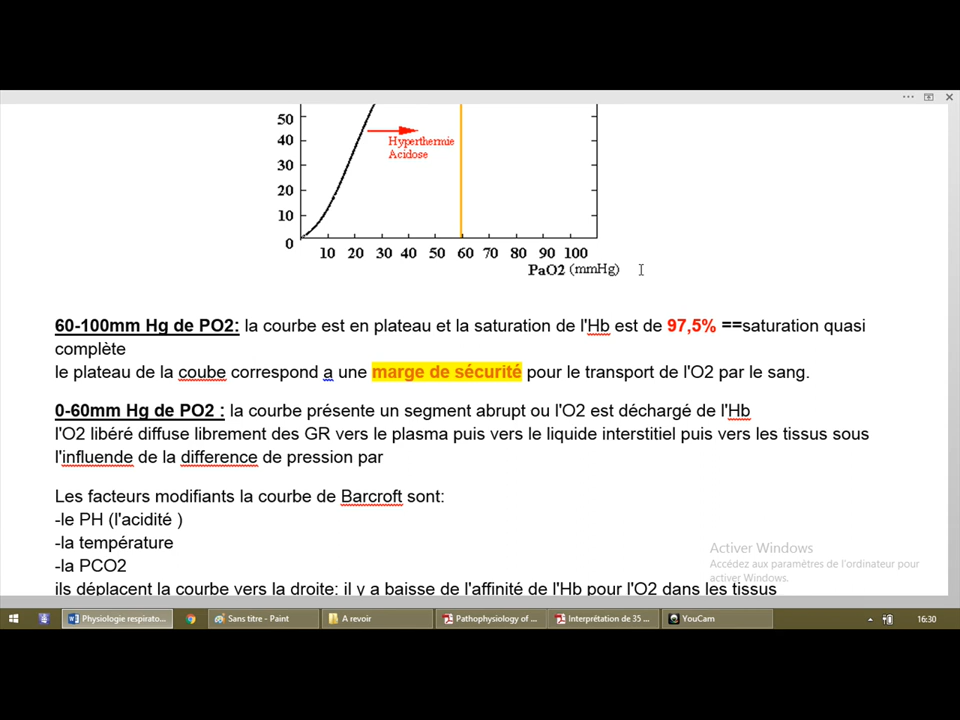 50
40
Hyperthermie
Acidose
30
20
10
0
10 20 30 40 50 60 70 80 90 100
PaO2 (mmHg)
60-100mm Hg de PO2: la courbe est en plateau et la saturation de l'Hb est de 97,5% ==saturation quasi
complète
le plateau de la coube correspond a une marge de sécurité pour le transport de l'O2 par le sang.
0-60mm Hg de PO2 : la courbe présente un segment abrupt ou l'O2 est déchargé de l'Hb
l'O2 libéré diffuse librement des GR vers le plasma puis vers le liquide interstitiel puis vers les tissus sous
l'influende de la difference de pression par
Les facteurs modifiants la courbe de Barcroft sont:
-le PH (l'acidité )
-la température
-la PCO2
ils déplacent la courbe vers la droite: il y a baisse de l'affinité de l'Hb pour l'O2 dans les tissus
Activer Windows
Accédez aux paramètres de l'ordinateur pour
activer Windows.
Physiologie respirato... Sans titre - Paint A revoir Pathophysiology of ... Interprétation de 35 ... YouCam 16:30